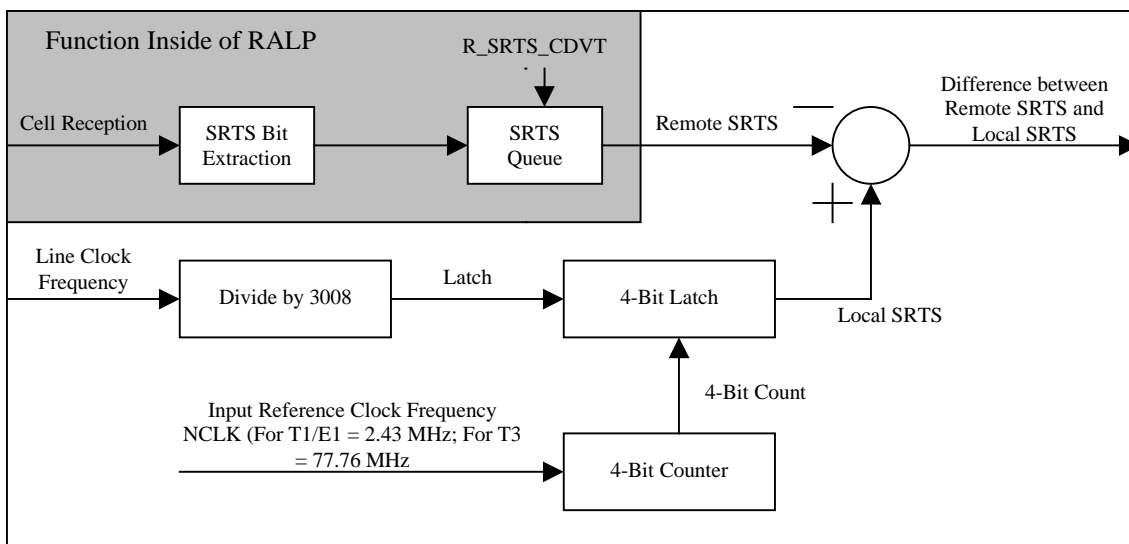 Function Inside of RALP
R_SRTS_CDVT
Cell Reception
SRTS Bit
Extraction
SRTS
Queue
Remote SRTS
Difference between
Remote SRTS and
Local SRTS
Line Clock
Frequency
Divide by 3008
Latch
4-Bit Latch
Local SRTS
4-Bit Count
Input Reference Clock Frequency
NCLK (For T1/E1 = 2.43 MHz; For T3
= 77.76 MHz
4-Bit Counter